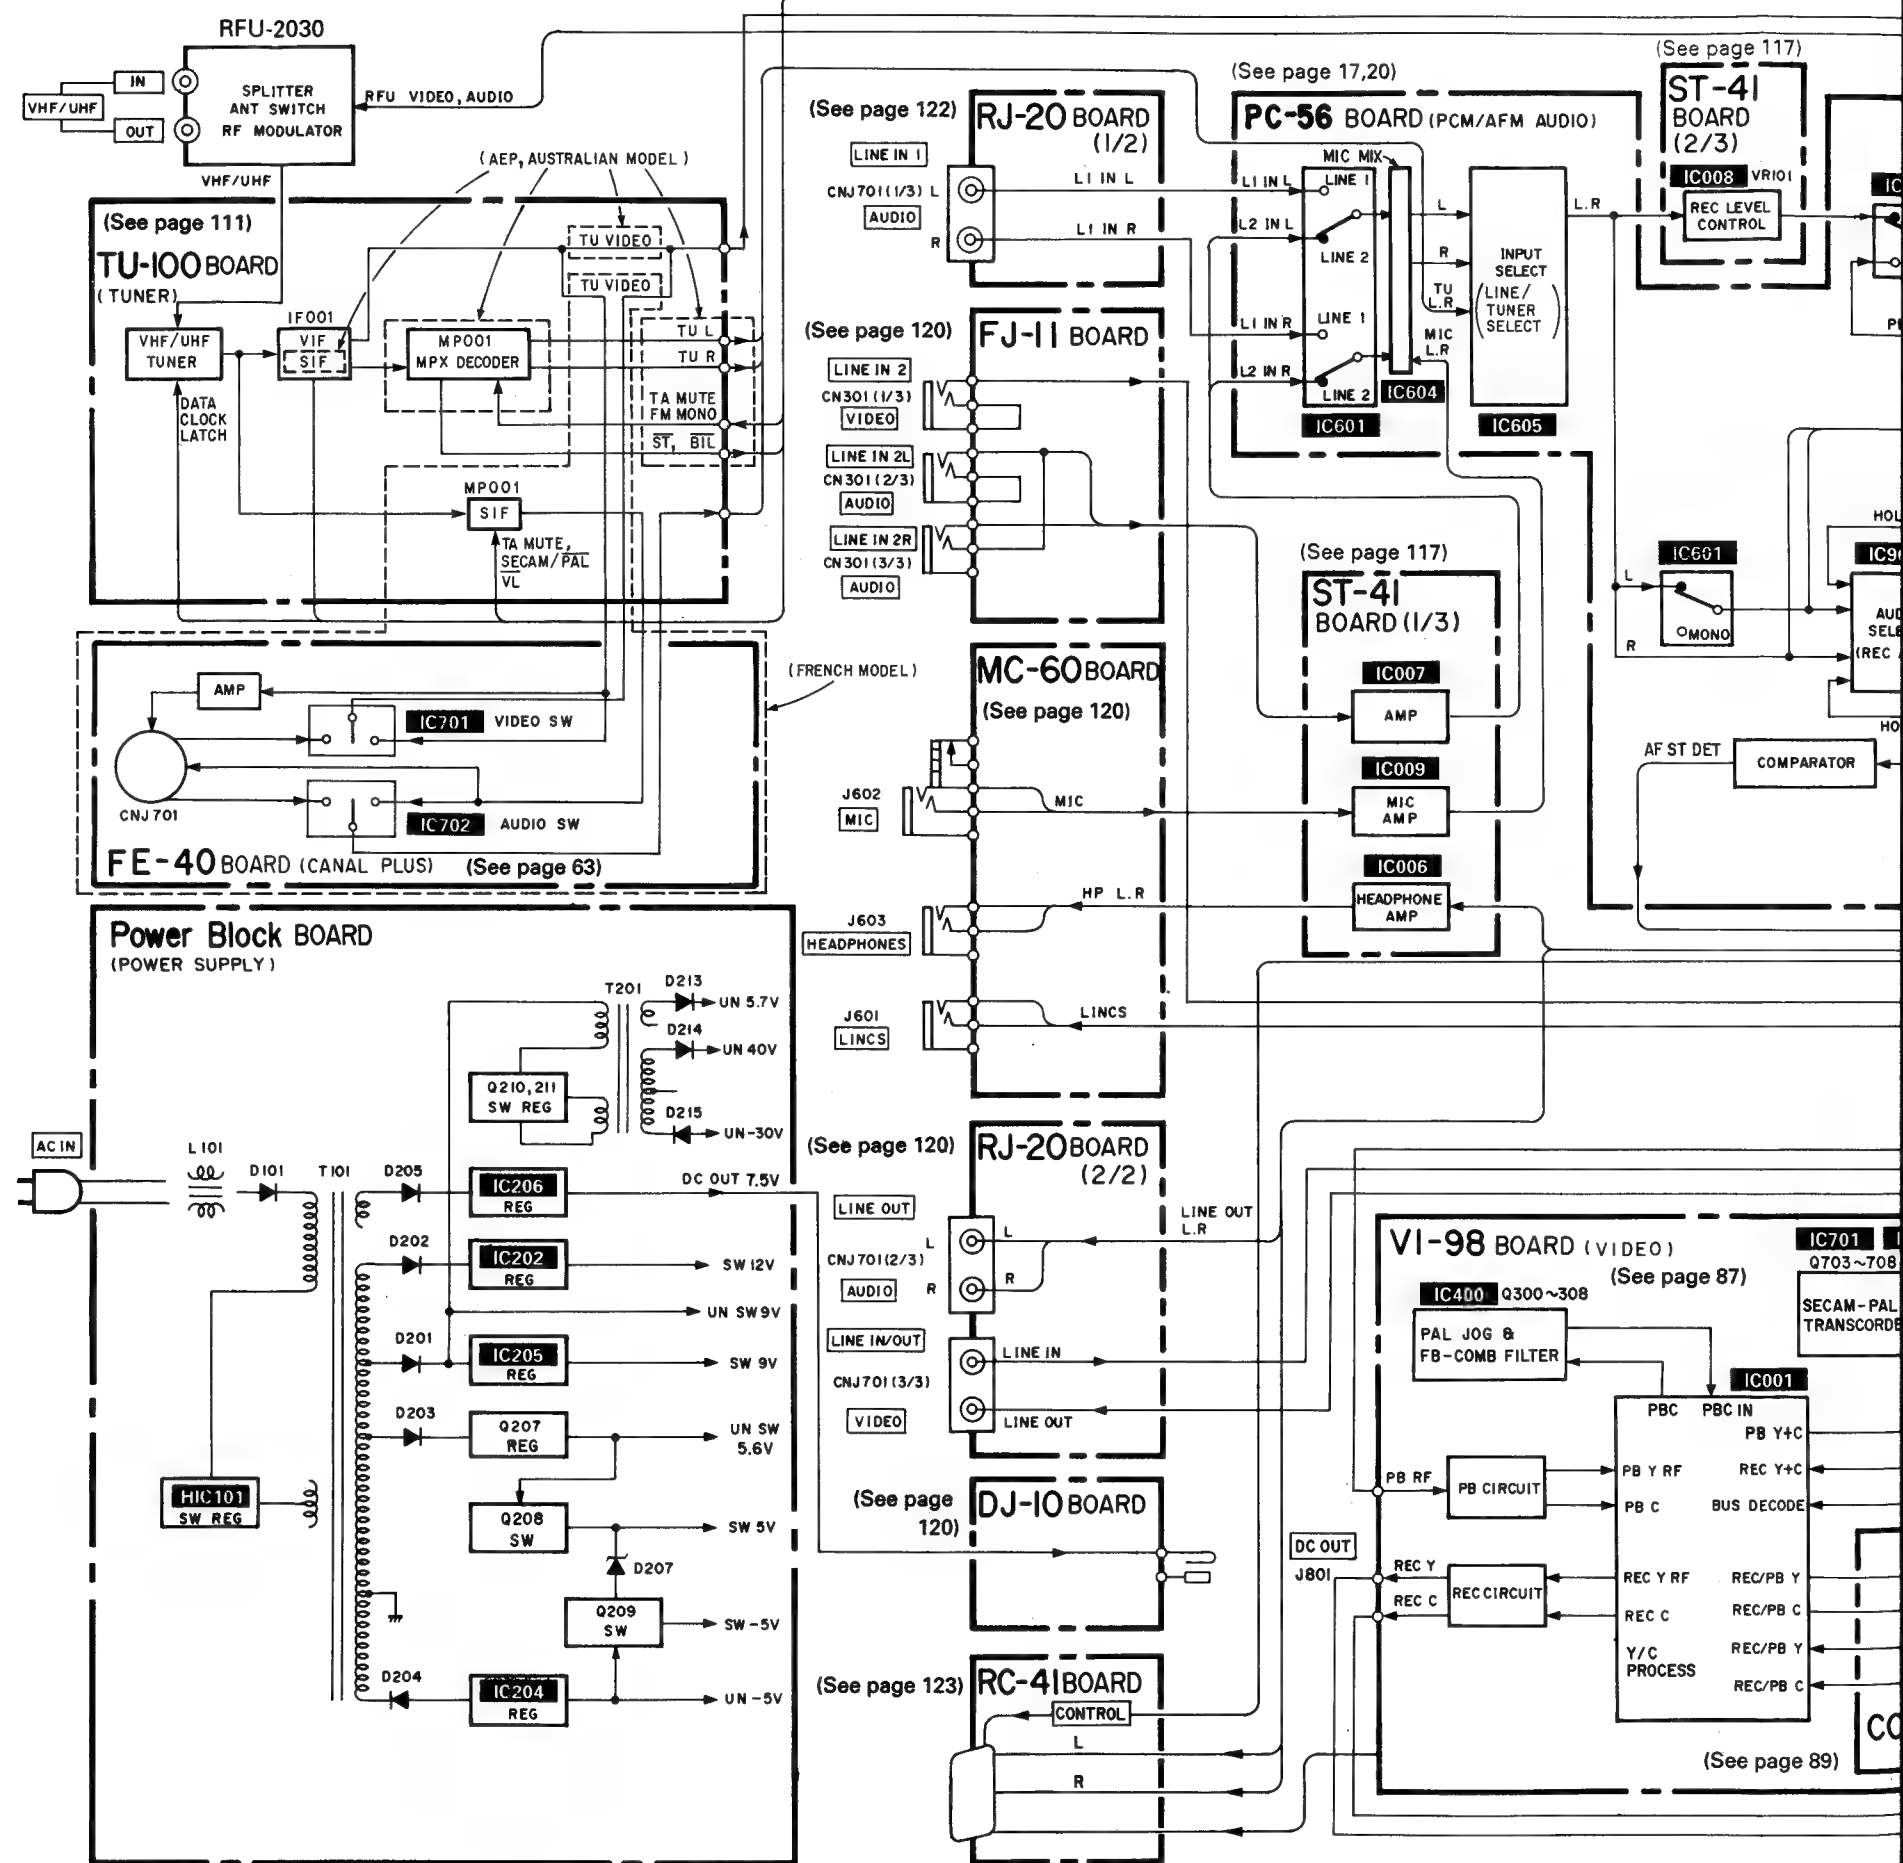 RFU-2030
IN
VHF/UHF
OUT
SPLITTER
ANT SWITCH
RF MODULATOR
RFU VIDEO, AUDIO
VHF/UHF
(AEP, AUSTRALIAN MODEL)
(See page 111)
TU-100 BOARD
(TUNER)
TU VIDEO
TU VIDEO
VHF/UHF
TUNER
IF001
VIF
SIF
MP001
MPX DECODER
TU L
TU R
TA MUTE
FM MONO
ST, BIL
DATA
CLOCK
LATCH
MP001
SIF
TA MUTE,
SECAM/PAL
VL
(FRENCH MODEL)
AMP
IC701 VIDEO SW
CNJ701
IC702 AUDIO SW
FE-40 BOARD (CANAL PLUS) (See page 63)
Power Block BOARD
(POWER SUPPLY)
T201
D213
UN 5.7V
D214
UN 40V
Q210,211
SW REG
D215
UN-30V
AC IN
L101
D101
T101
D205
IC206
REG
DC OUT 7.5V
D202
IC202
REG
SW 12V
UN SW 9V
D201
IC205
REG
SW 9V
D203
Q207
REG
UN SW
5.6V
HIC101
SW REG
Q208
SW
SW 5V
D207
Q209
SW
SW -5V
D204
IC204
REG
UN -5V
(See page 122)
RJ-20 BOARD
(1/2)
LINE IN 1
CNJ701(1/3) L
AUDIO
R
L1 IN L
L1 IN R
(See page 120)
FJ-11 BOARD
LINE IN 2
CN301(1/3)
VIDEO
LINE IN 2L
CN301(2/3)
AUDIO
LINE IN 2R
CN301(3/3)
AUDIO
MC-60 BOARD
(See page 120)
J602
MIC
MIC
HP L.R
J603
HEADPHONES
J601
LINCS
LINCS
(See page 120)
RJ-20 BOARD
(2/2)
LINE OUT
L
CNJ701(2/3)
AUDIO
R
L
R
LINE OUT
L.R
LINE IN/OUT
CNJ701(3/3)
VIDEO
LINE IN
LINE OUT
(See page
120)
DJ-10 BOARD
DC OUT
J801
(See page 123)
RC-41 BOARD
CONTROL
L
R
(See page 17,20)
PC-56 BOARD (PCM/AFM AUDIO)
MIC MIX
L1 IN L
LINE 1
L2 IN L
LINE 2
L1 IN R
LINE 1
L2 IN R
LINE 2
IC601
IC604
L
R
TU
L.R
MIC
L.R
INPUT
SELECT
(LINE/
TUNER
SELECT)
IC605
L.R
(See page 117)
ST-41
BOARD
(2/3)
IC008 VR101
REC LEVEL
CONTROL
IC601
L
MONO
R
(See page 117)
ST-41
BOARD (1/3)
IC007
AMP
IC009
MIC
AMP
IC006
HEADPHONE
AMP
AF ST DET
COMPARATOR
VI-98 BOARD (VIDEO)
(See page 87)
IC701
Q703~708
SECAM-PAL
IC400 Q300~308
PAL JOG &
FB-COMB FILTER
IC001
PBC
PBC IN
PB Y+C
REC Y+C
BUS DECODE
PB RF
PB CIRCUIT
PB Y RF
PB C
REC Y
REC C
REC CIRCUIT
REC Y RF
REC C
Y/C
PROCESS
REC/PB Y
REC/PB C
REC/PB Y
REC/PB C
(See page 89)